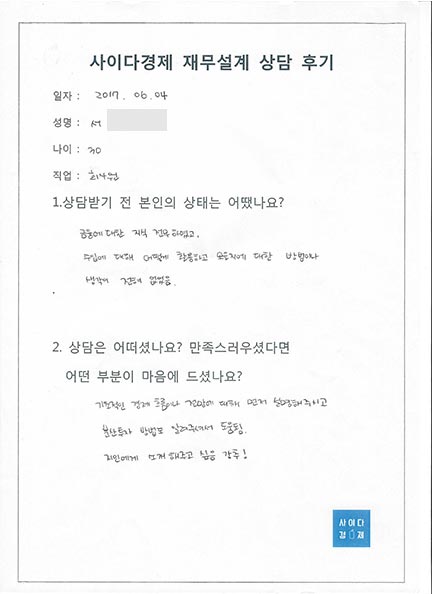 사이다경제 재무설계 상담 후기
일자 : 2017. 06. 04
성명 : 서
나이 : 30
직업 : 회사원
1.상담받기 전 본인의 상태는 어땠나요?
금융에 대한 지식 전무하였고,
수입에 대해 어떻게 활용하고 모을지에 대한 방법이나
생각이 전혀 없었음.
2. 상담은 어떠셨나요? 만족스러우셨다면
어떤 부분이 마음에 드셨나요?
기본적인 경제 흐름이나 전망에 대해 먼저 설명해주시고
분산투자 방법도 알려주셔서 도움됨.
지인에게 소개 해주고 싶을 강추!
사이다
경제